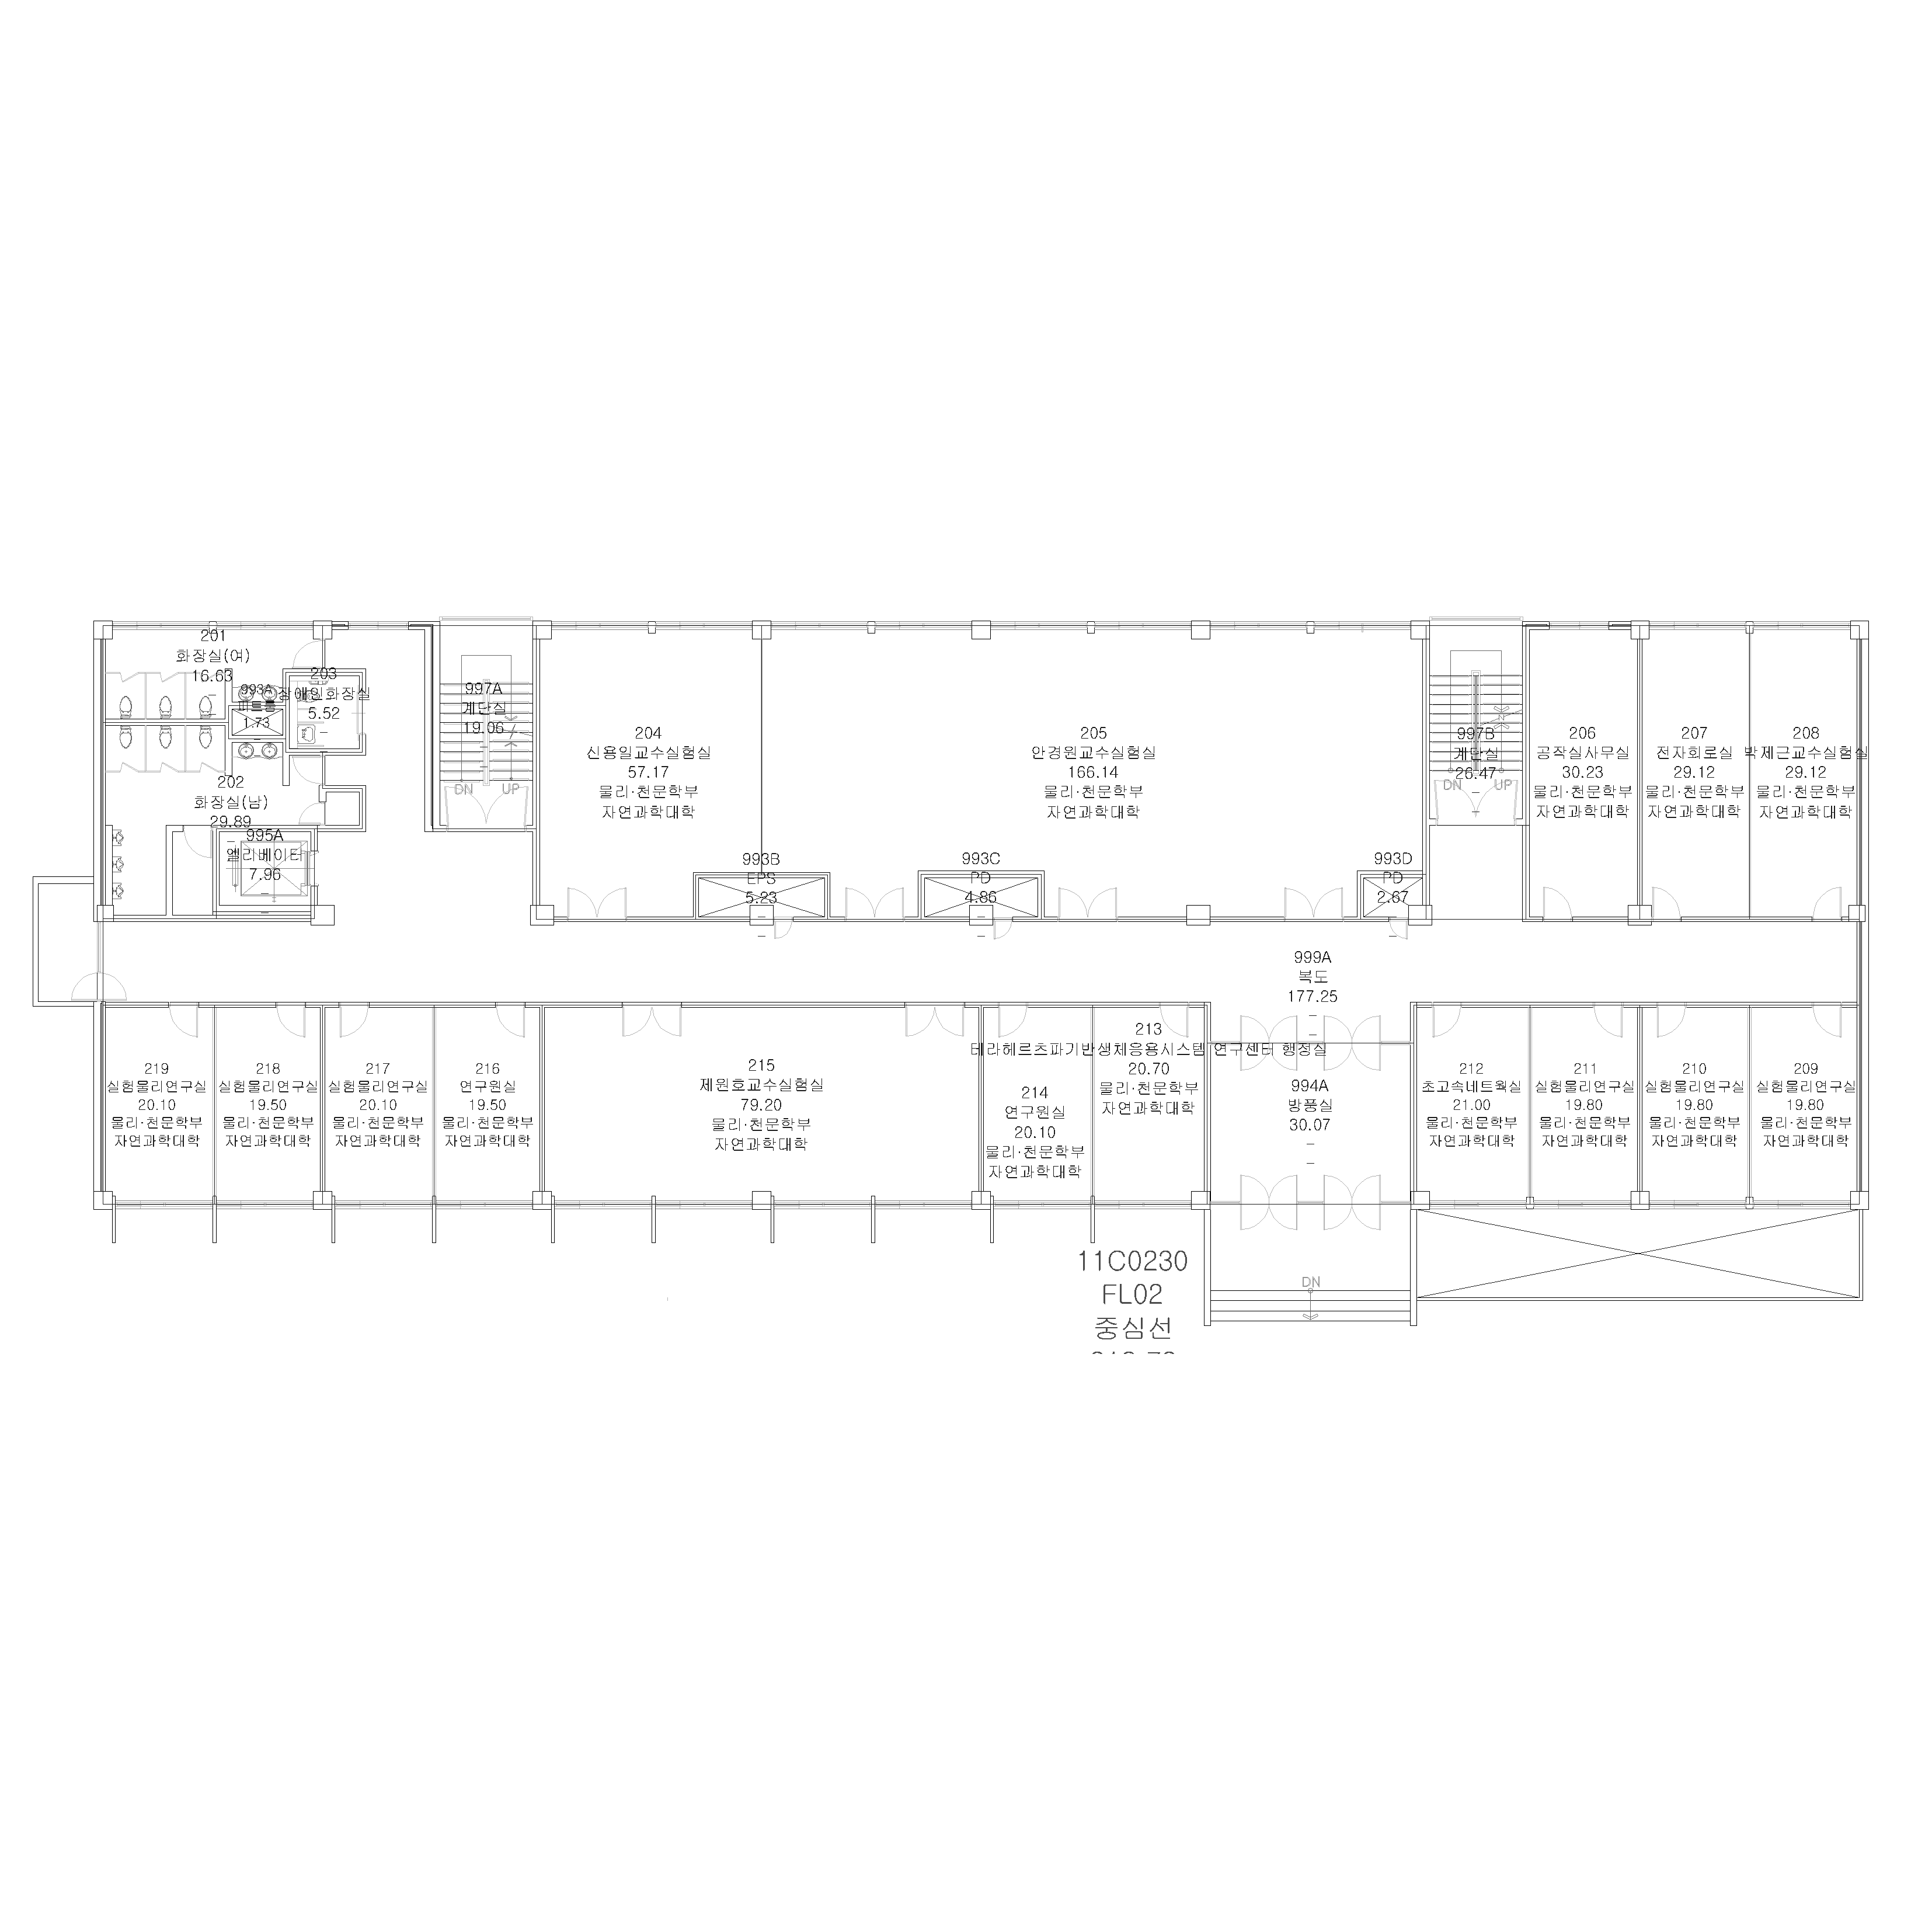 201
화장실(여)
16.63
993A
피트룸
1.73
203
장애인화장실
5.52
202
화장실(남)
29.89
995A
엘리베이터
7.96
997A
계단실
19.06
DN
UP
204
신용일교수실험실
57.17
물리·천문학부
자연과학대학
205
안경원교수실험실
166.14
물리·천문학부
자연과학대학
993B
EPS
5.23
993C
PD
4.86
993D
PD
2.67
997B
계단실
26.47
DN
UP
206
공작실사무실
30.23
물리·천문학부
자연과학대학
207
전자회로실
29.12
물리·천문학부
자연과학대학
208
박제근교수실험실
29.12
물리·천문학부
자연과학대학
999A
복도
177.25
219
실험물리연구실
20.10
물리·천문학부
자연과학대학
218
실험물리연구실
19.50
물리·천문학부
자연과학대학
217
실험물리연구실
20.10
물리·천문학부
자연과학대학
216
연구원실
19.50
물리·천문학부
자연과학대학
215
제원호교수실험실
79.20
물리·천문학부
자연과학대학
214
연구원실
20.10
물리·천문학부
자연과학대학
213
테라헤르츠파기반생체응용시스템 연구센터 행정실
20.70
물리·천문학부
자연과학대학
994A
방풍실
30.07
212
초고속네트웍실
21.00
물리·천문학부
자연과학대학
211
실험물리연구실
19.80
물리·천문학부
자연과학대학
210
실험물리연구실
19.80
물리·천문학부
자연과학대학
209
실험물리연구실
19.80
물리·천문학부
자연과학대학
DN
11C0230
FL02
중심선